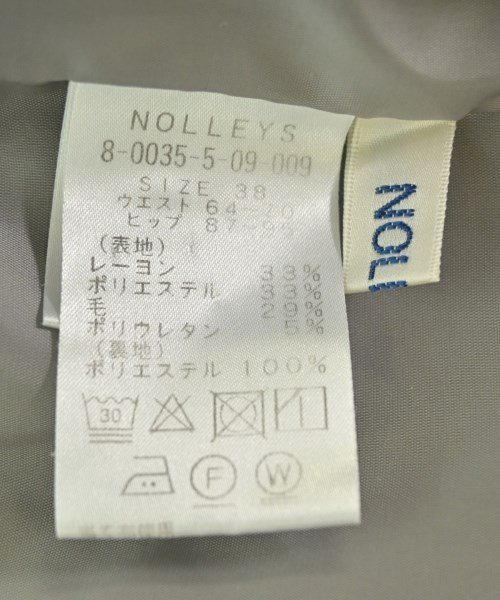 NOLLEYS
8-0035-5-09-009
SIZE 38
ウエスト 64-70
ヒップ 87-95
(表地)
レーヨン 33%
ポリエステル 33%
毛 29%
ポリウレタン 5%
(裏地)
ポリエステル 100%
30
F W
NOL